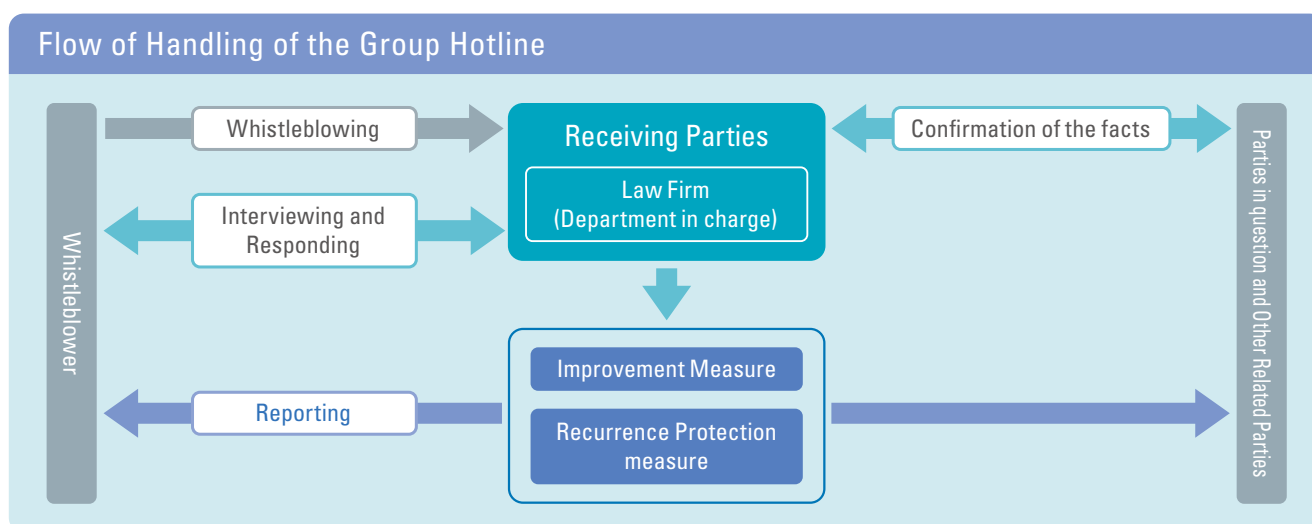 Flow of Handling of the Group Hotline
Whistleblower
Whistleblowing
Receiving Parties
Law Firm
(Department in charge)
Confirmation of the facts
Parties in question and Other Related Parties
Interviewing and
Responding
Improvement Measure
Reporting
Recurrence Protection
measure